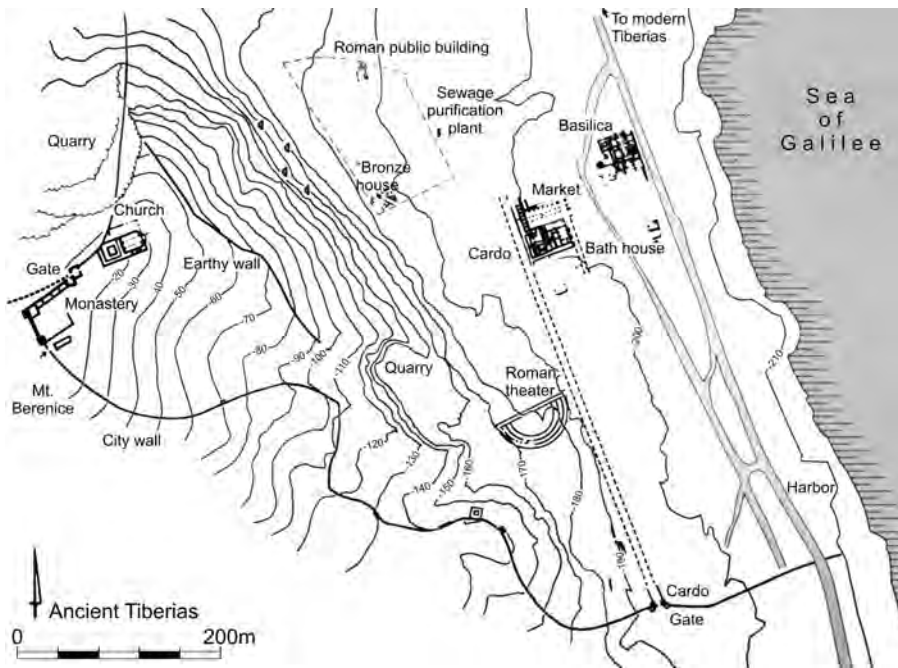 To modern
Tiberias
Roman public building
Sea
of
Galilee
Sewage
purification
plant
Basilica
Quarry
Bronze
house
Market
Church
Bath house
Earthy wall
Cardo
Gate
Monastery
-20
-30
-40
-50
-60
-70
-80
-90
-100
-110
-200
-210
Quarry
Roman
theater
Mt.
Berenice
City wall
-120
-130
-140
-150
-160
-170
-180
-190
Harbor
Cardo
Gate
Ancient Tiberias
0
200m